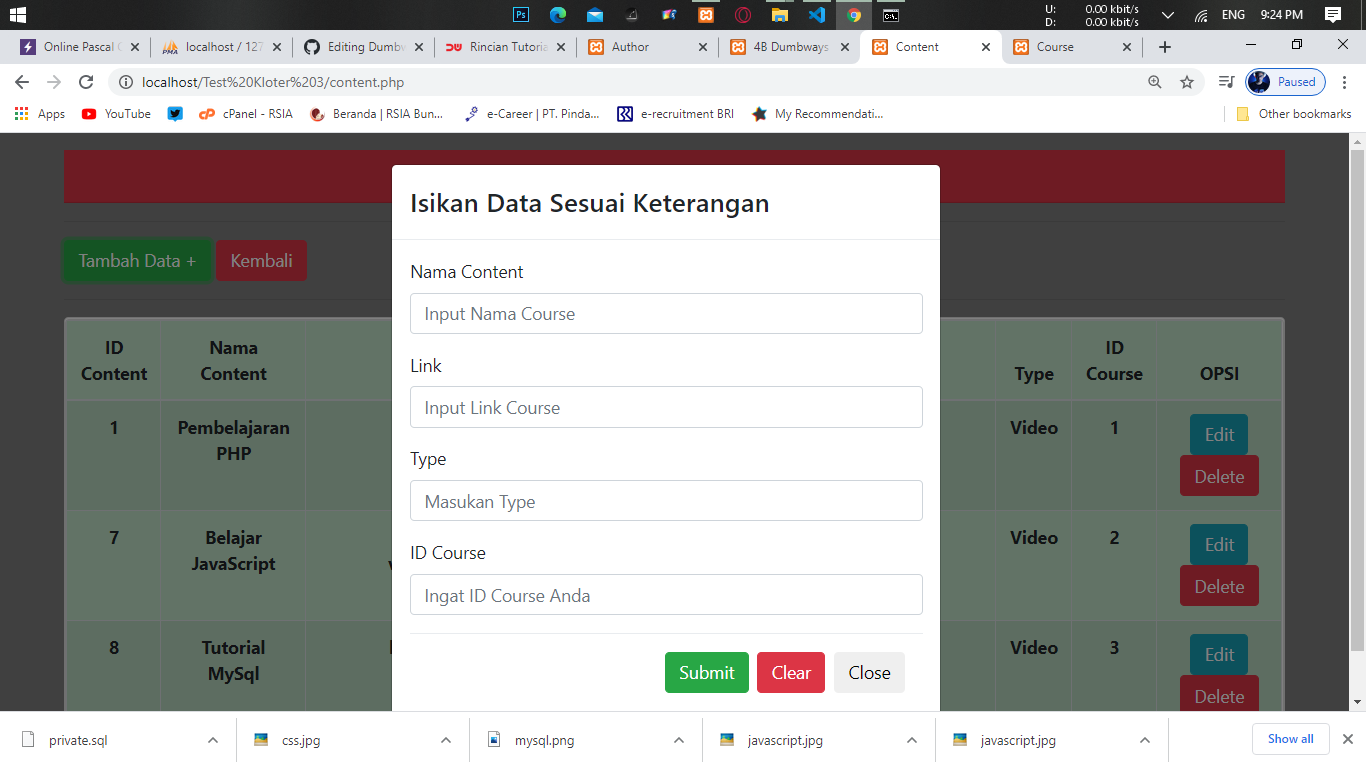 Ps
U: 0.00 kbit/s
D: 0.00 kbit/s
ENG 9:24 PM
Online Pascal C
localhost / 127
Editing Dumbw
Rincian Tutoria
Author
4B Dumbways
Content
Course
localhost/Test%20Kloter%203/content.php
Paused
Apps
YouTube
cPanel - RSIA
Beranda | RSIA Bun...
e-Career | PT. Pinda...
e-recruitment BRI
My Recommendati...
Other bookmarks
Tambah Data +
Kembali
ID Content
Nama Content
Type
ID Course
OPSI
1
Pembelajaran PHP
Video
1
Edit
Delete
7
Belajar JavaScript
Video
2
Edit
Delete
8
Tutorial MySql
Video
3
Edit
Delete
Isikan Data Sesuai Keterangan
Nama Content
Input Nama Course
Link
Input Link Course
Type
Masukan Type
ID Course
Ingat ID Course Anda
Submit
Clear
Close
private.sql
css.jpg
mysql.png
javascript.jpg
javascript.jpg
Show all